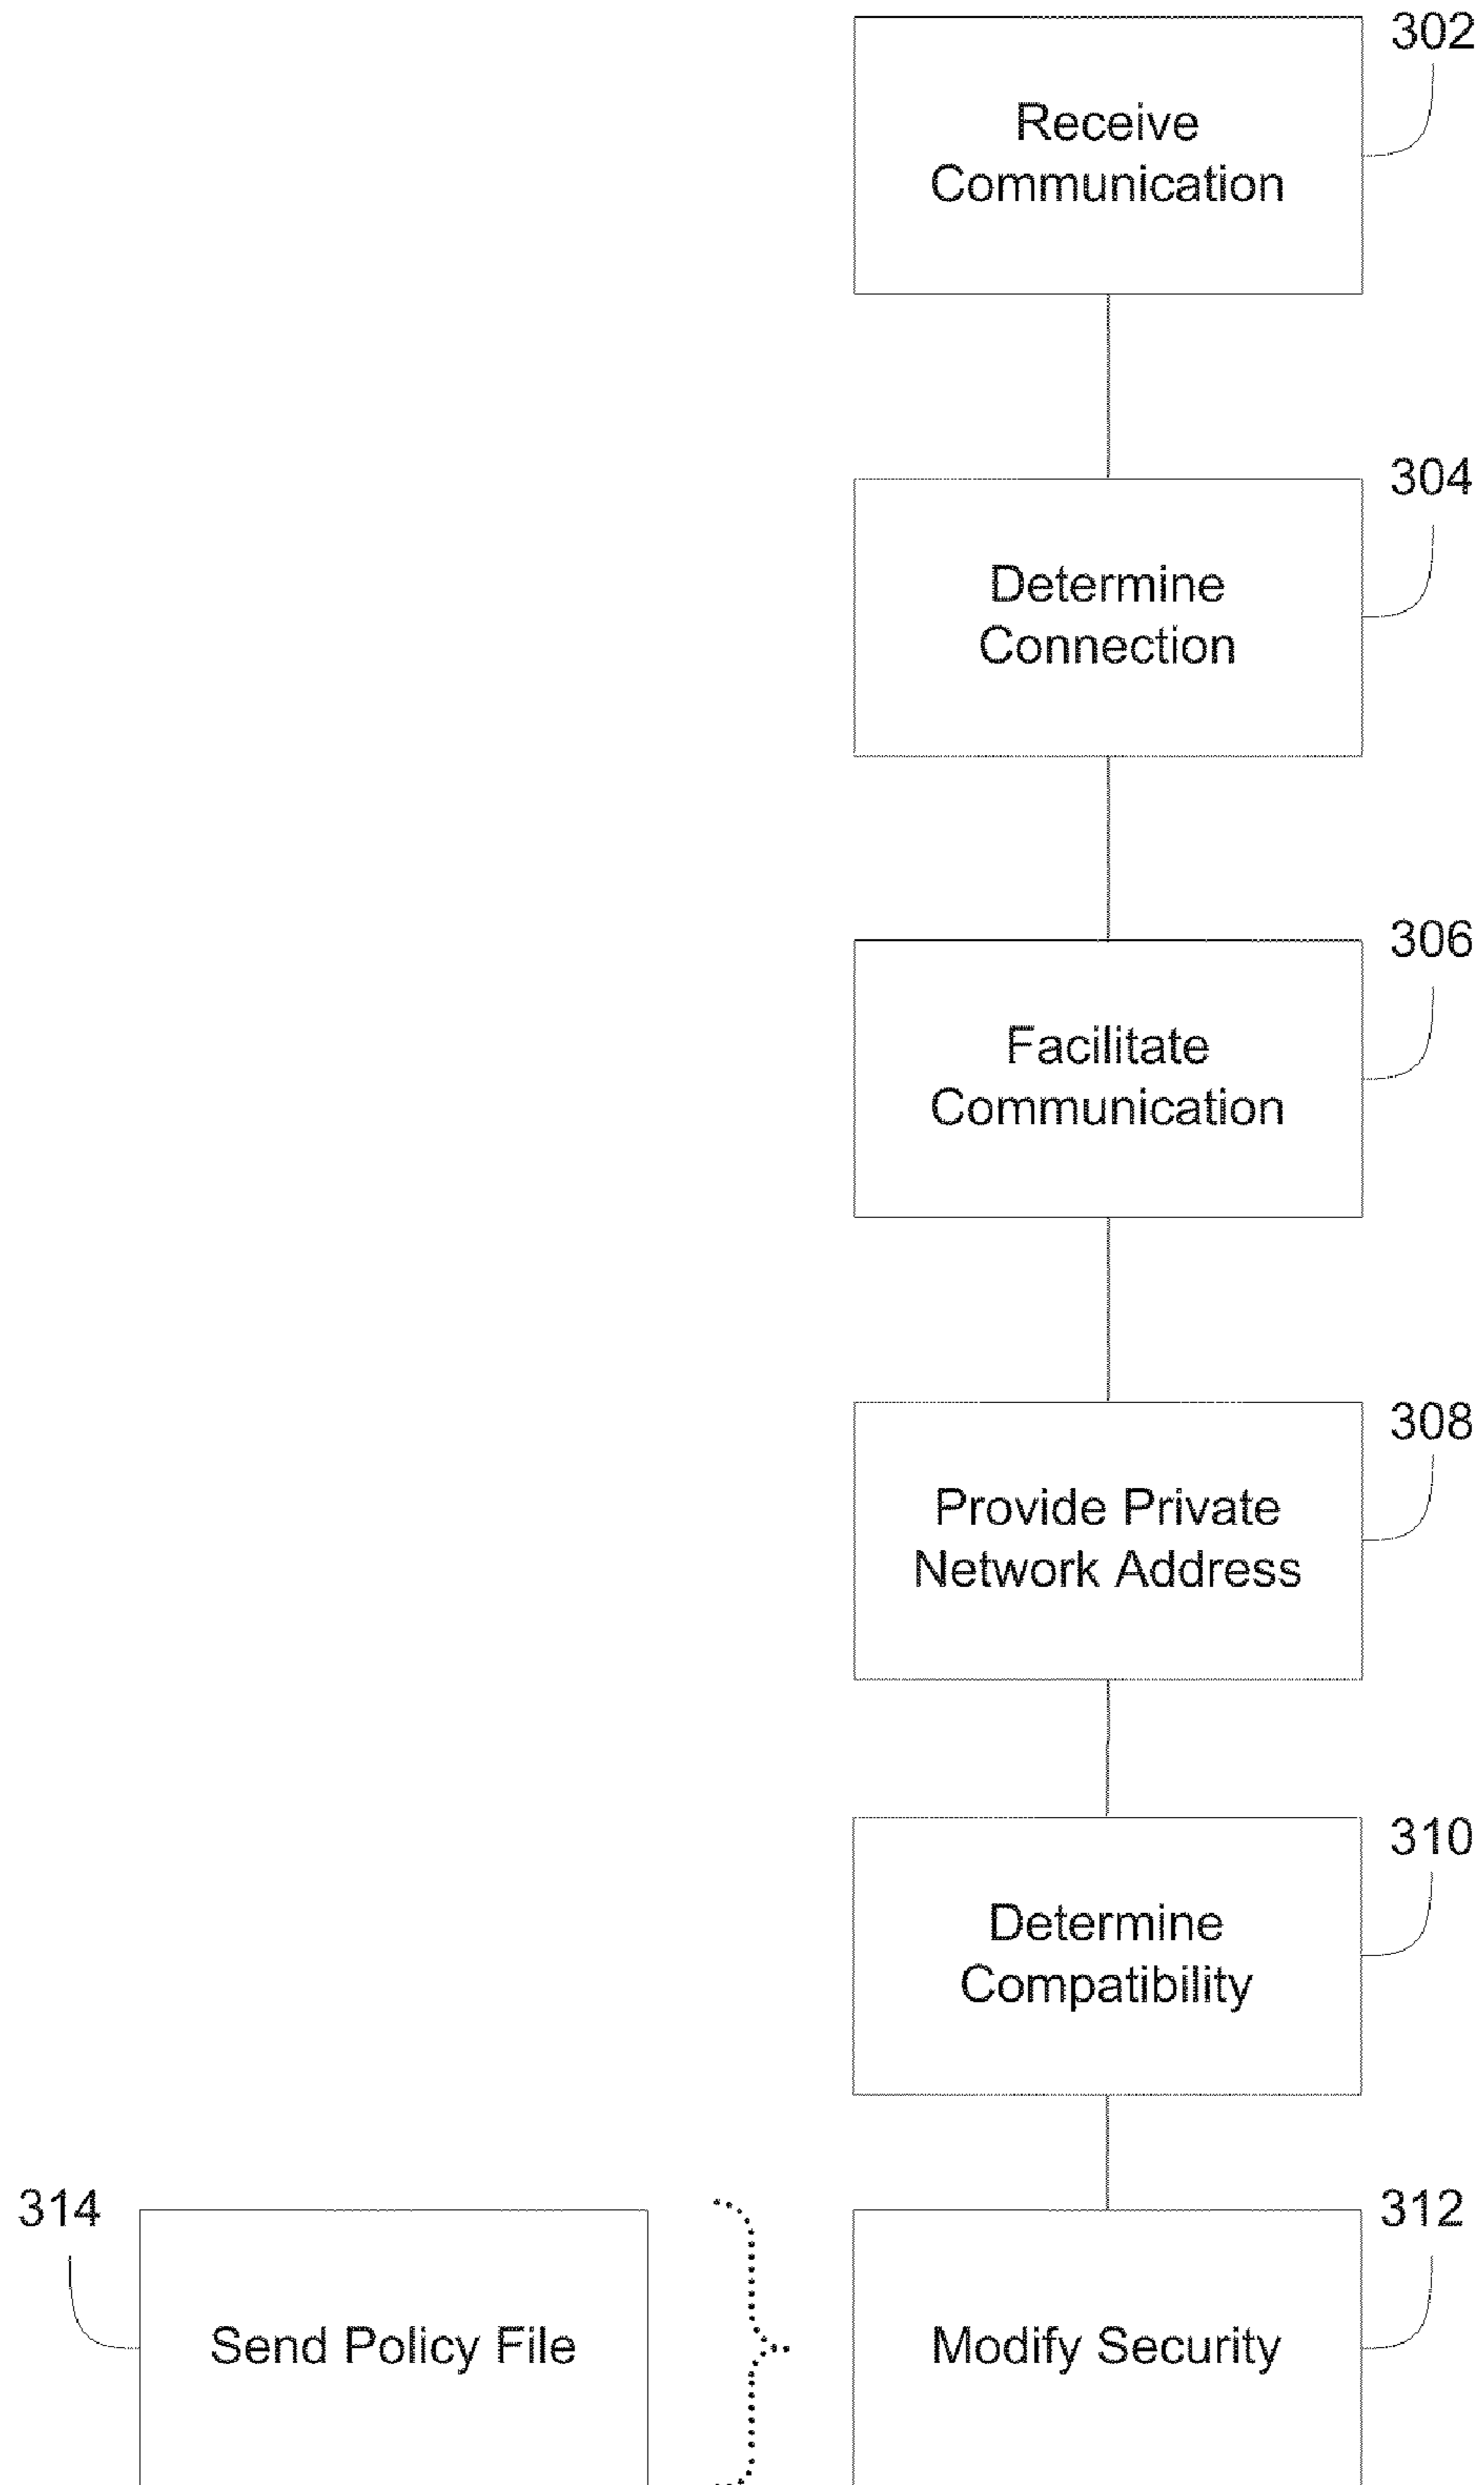 302
Receive
Communication
304
Determine
Connection
306
Facilitate
Communication
308
Provide Private
Network Address
310
Determine
Compatibility
314
312
Send Policy File
Modify Security